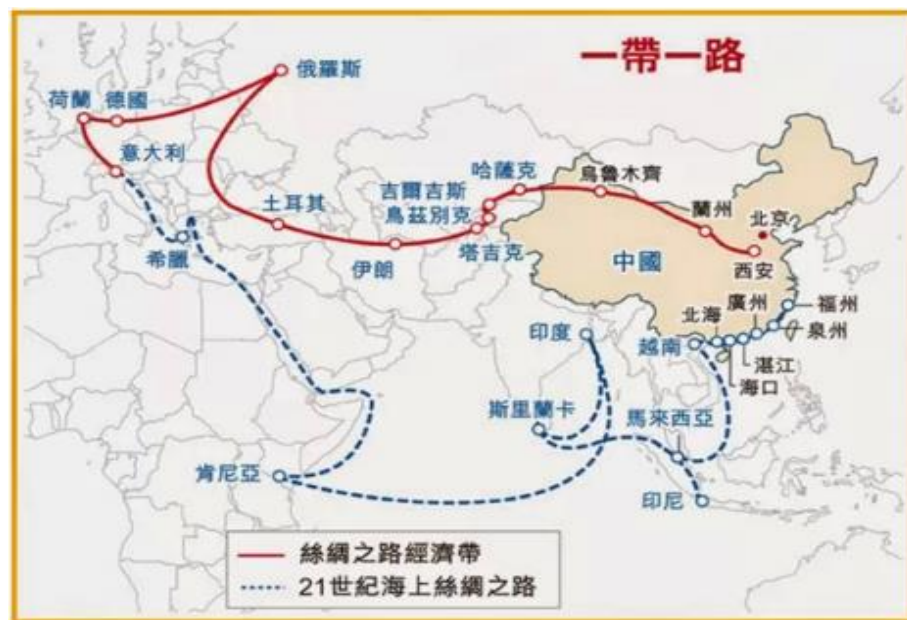 一帶一路
俄羅斯
荷蘭
德國
意大利
哈薩克
烏魯木齊
吉爾吉斯
烏茲別克
土耳其
蘭州
北京
伊朗
塔吉克
西安
希臘
中國
北海
廣州
福州
印度
越南
泉州
湛江
海口
斯里蘭卡
馬來西亞
肯尼亞
印尼
絲綢之路經濟帶
21世紀海上絲綢之路